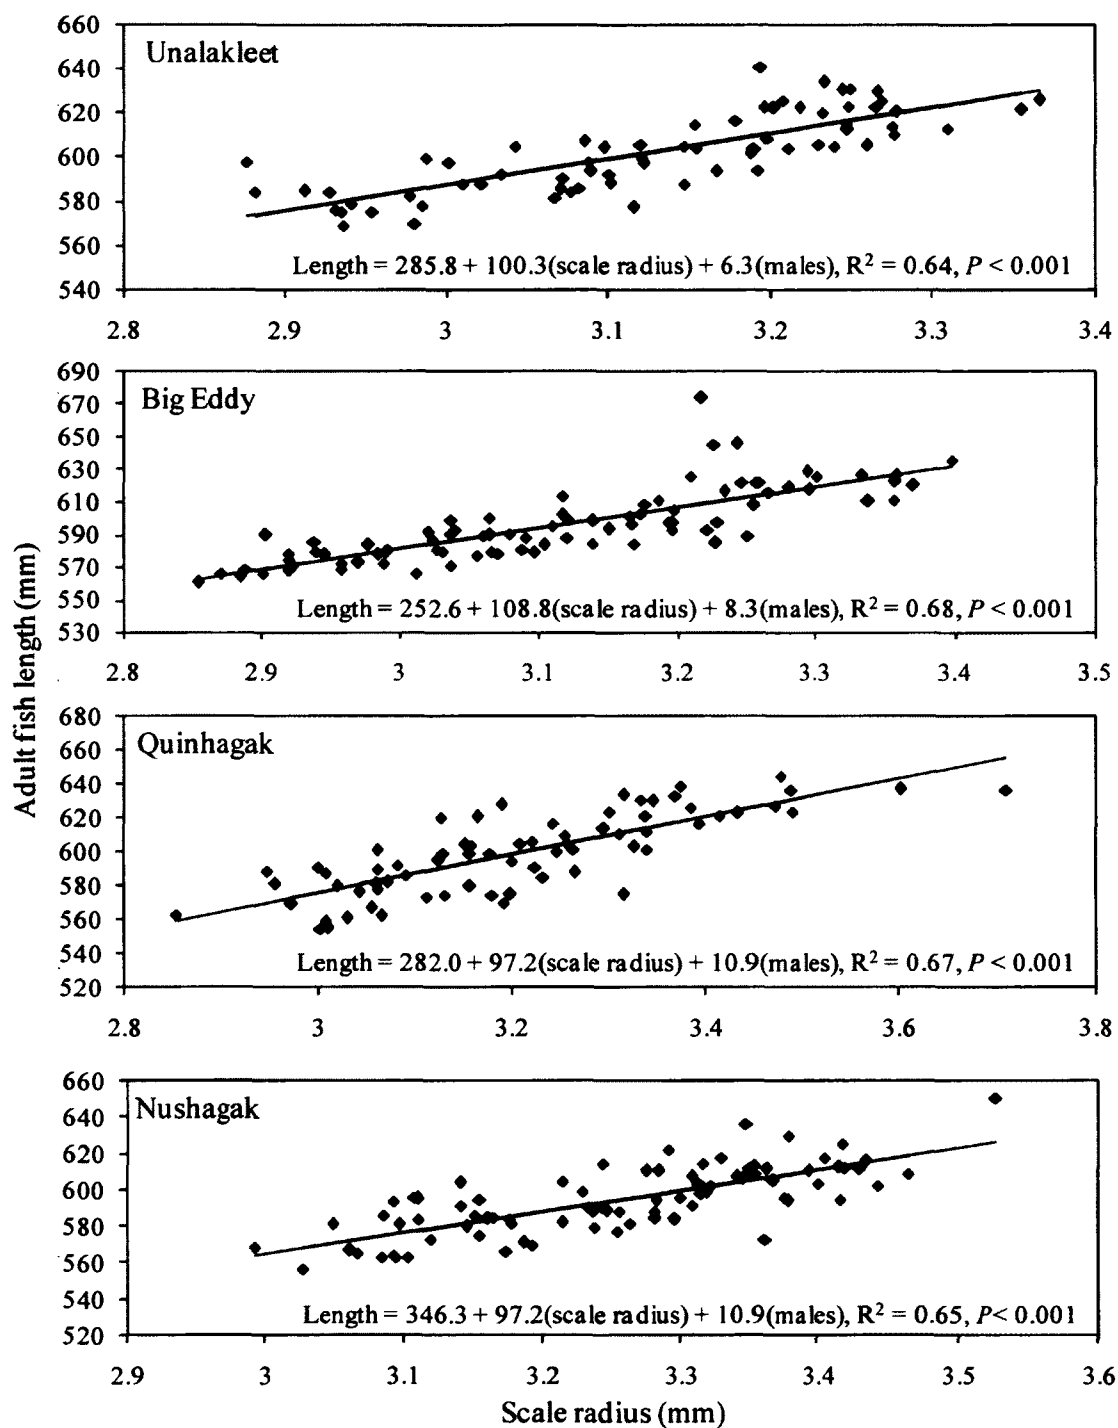 660
640
620
600
580
560
540
Unalakleet
Length = 285.8 + 100.3(scale radius) + 6.3(males), R² = 0.64, P < 0.001
2.8 2.9 3 3.1 3.2 3.3 3.4
690
670
650
630
610
590
570
550
530
Big Eddy
Length = 252.6 + 108.8(scale radius) + 8.3(males), R² = 0.68, P < 0.001
2.8 2.9 3 3.1 3.2 3.3 3.4 3.5
Adult fish length (mm)
680
660
640
620
600
580
560
540
520
Quinhagak
Length = 282.0 + 97.2(scale radius) + 10.9(males), R² = 0.67, P < 0.001
2.8 3 3.2 3.4 3.6 3.8
660
640
620
600
580
560
540
520
Nushagak
Length = 346.3 + 97.2(scale radius) + 10.9(males), R² = 0.65, P< 0.001
2.9 3 3.1 3.2 3.3 3.4 3.5 3.6
Scale radius (mm)